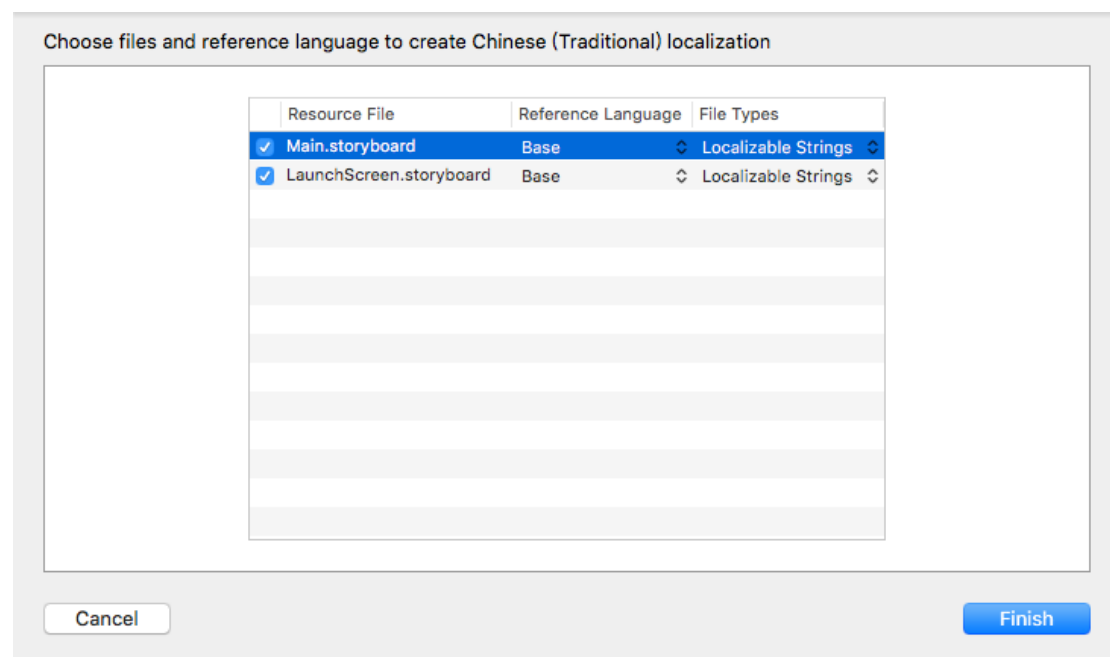 Choose files and reference language to create Chinese (Traditional) localization
Resource File Reference Language File Types
Main.storyboard Base Localizable Strings
LaunchScreen.storyboard Base Localizable Strings
Cancel Finish